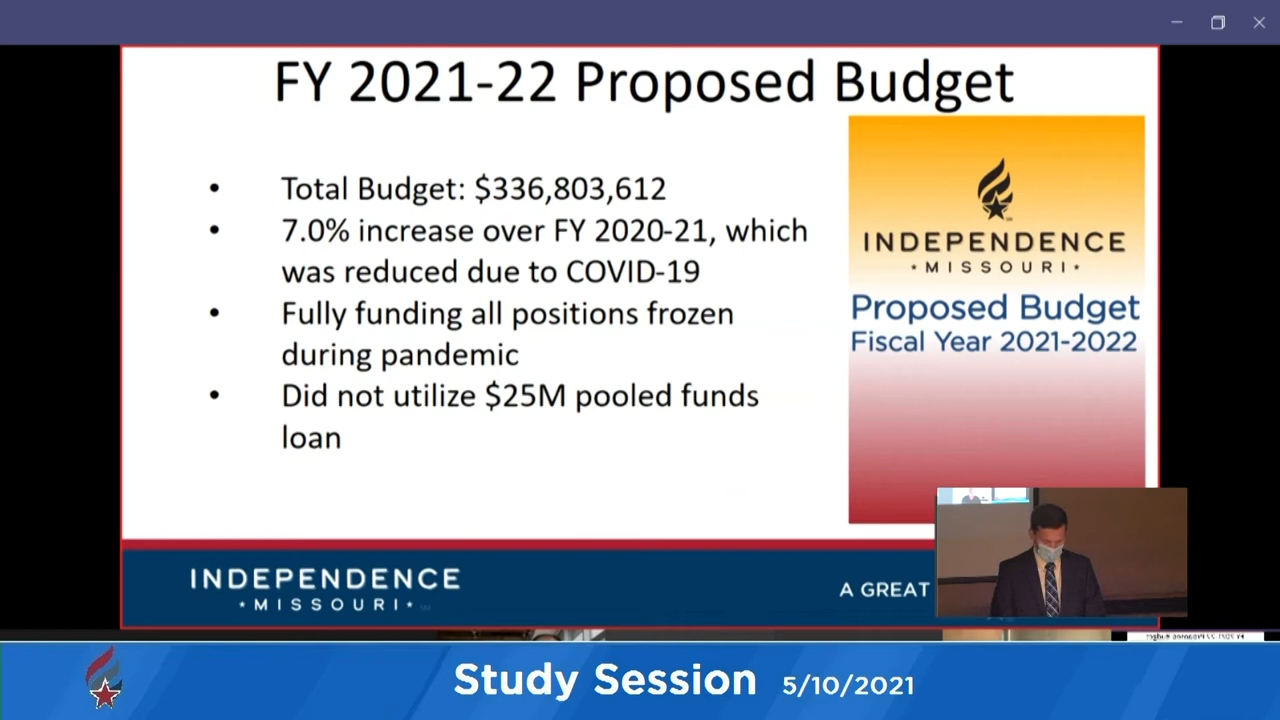 FY 2021-22 Proposed Budget
• Total Budget: $336,803,612
• 7.0% increase over FY 2020-21, which
was reduced due to COVID-19
• Fully funding all positions frozen
during pandemic
• Did not utilize $25M pooled funds
loan
INDEPENDENCE
MISSOURI
Proposed Budget
Fiscal Year 2021-2022
INDEPENDENCE
MISSOURI
A GREAT
Study Session 5/10/2021